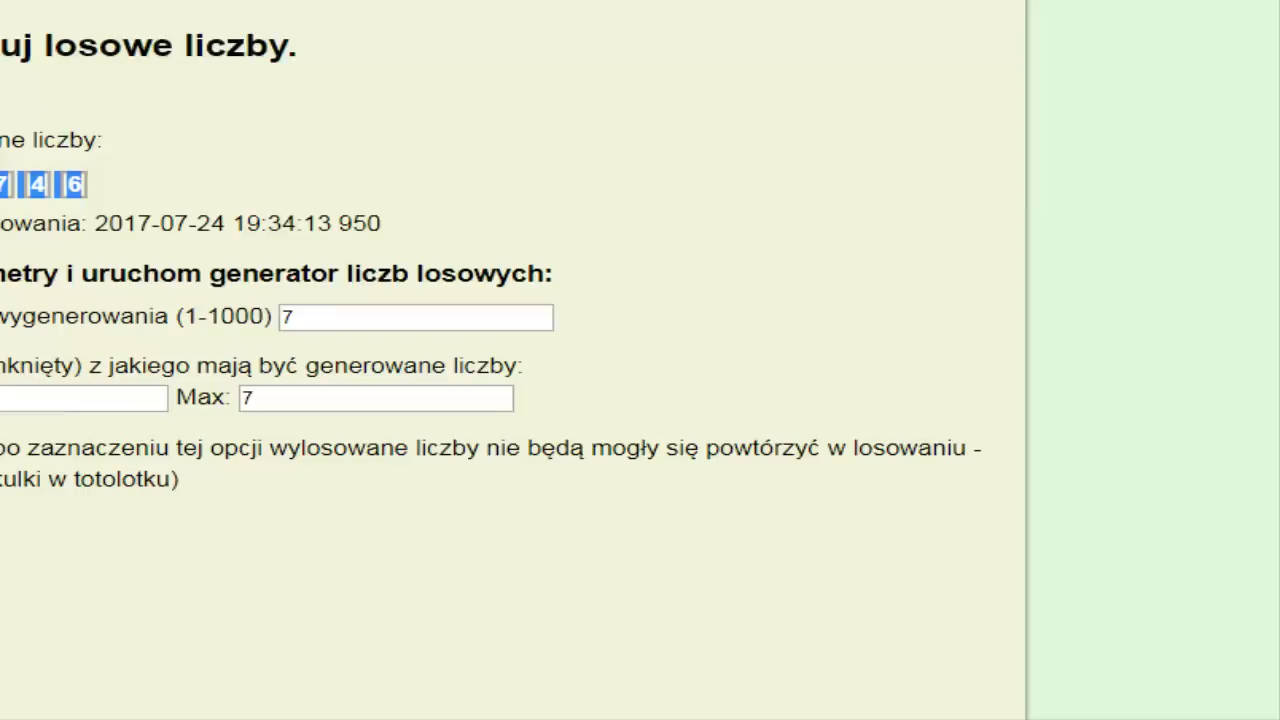 uj losowe liczby.
ne liczby:
7 4 6
owania: 2017-07-24 19:34:13 950
netry i uruchom generator liczb losowych:
wygenerowania (1-1000) 7
nknięty) z jakiego mają być generowane liczby:
Max: 7
po zaznaczeniu tej opcji wylosowane liczby nie będą mogły się powtórzyć w losowaniu -
kulki w totolotku)